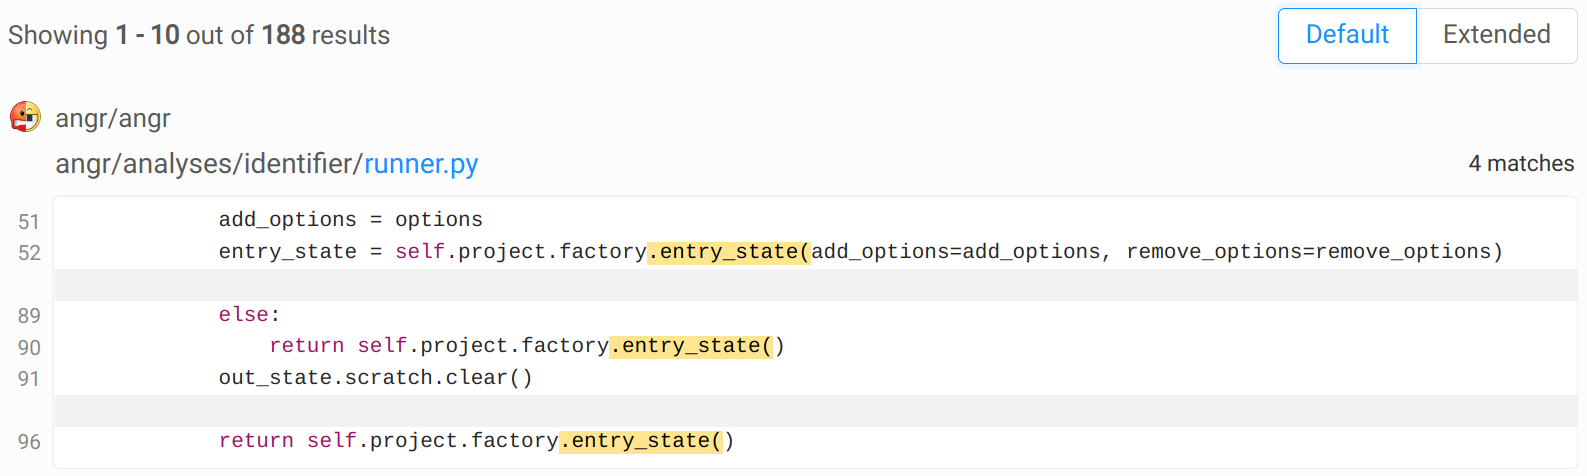 Showing 1 - 10 out of 188 results
Default Extended
angr/angr
angr/analyses/identifier/runner.py
4 matches
51 add_options = options
52 entry_state = self.project.factory.entry_state(add_options=add_options, remove_options=remove_options)
89 else:
90 return self.project.factory.entry_state()
91 out_state.scratch.clear()
96 return self.project.factory.entry_state()